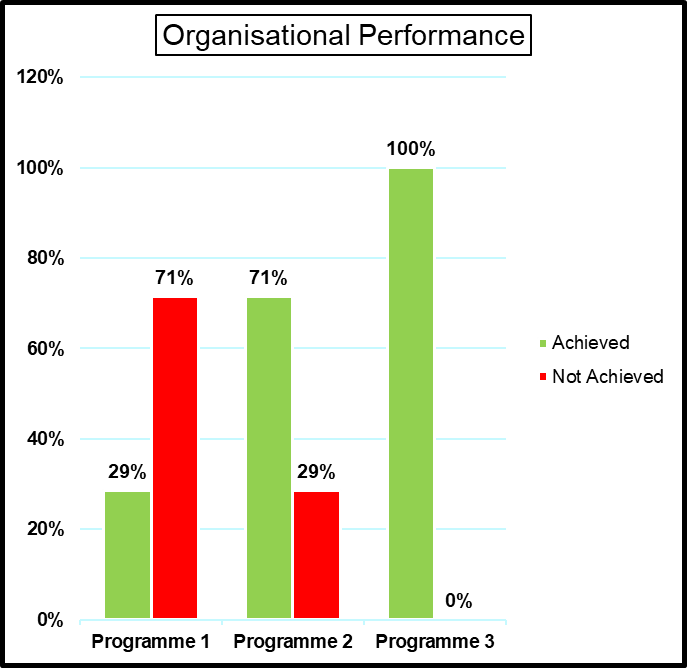 Organisational Performance
120%
100%
80%
60%
40%
20%
0%
29%
71%
71%
29%
100%
0%
Programme 1
Programme 2
Programme 3
Achieved
Not Achieved